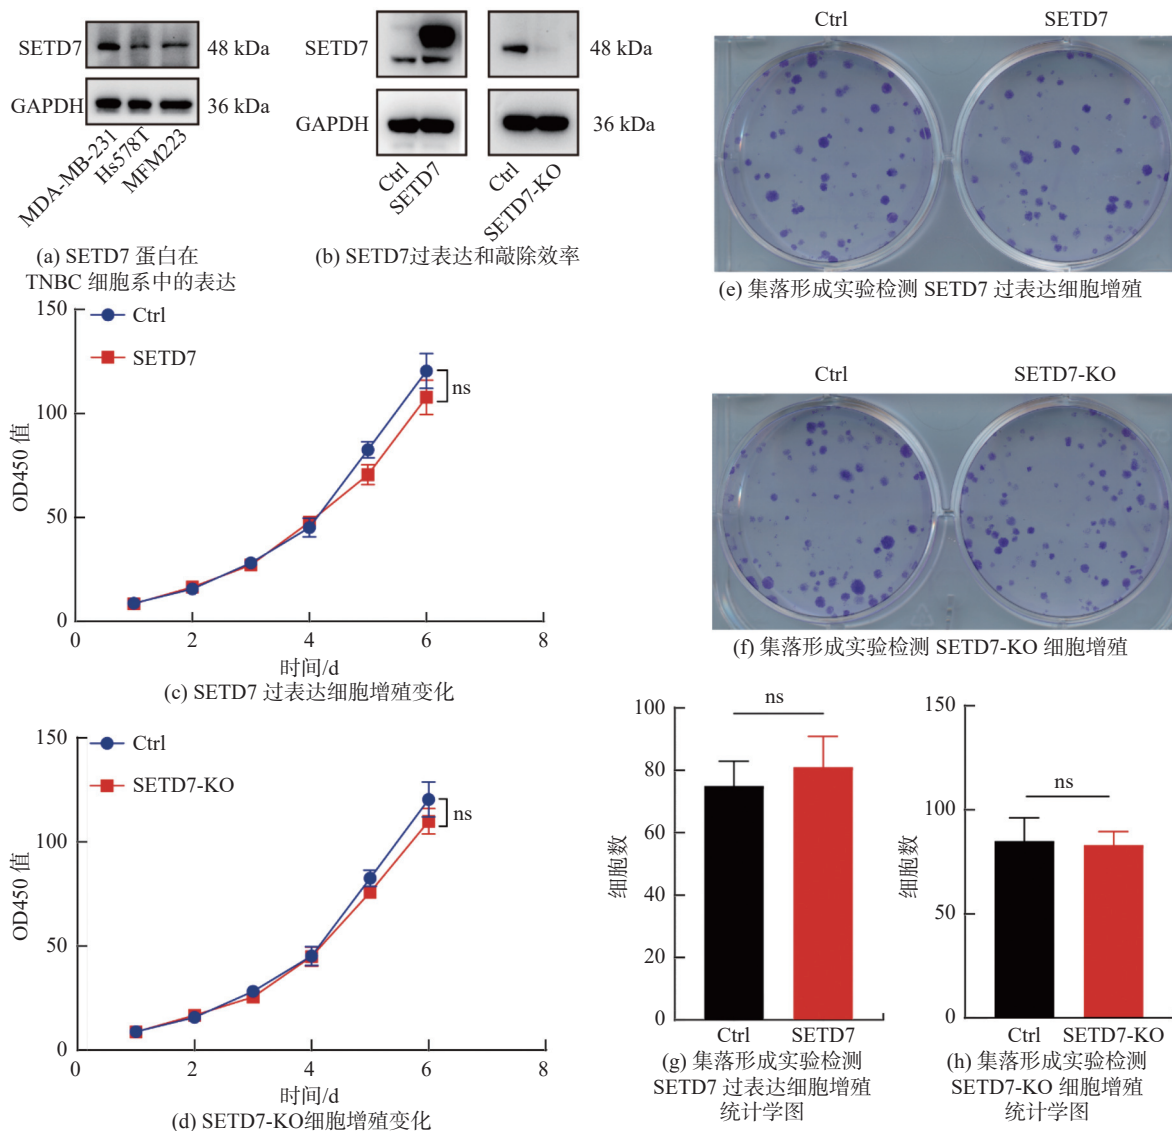 SETD7
48 kDa
GAPDH
36 kDa
MDA-MB-231
Hs578T
MFM223
(a) SETD7 蛋白在
TNBC 细胞系中的表达
SETD7
48 kDa
GAPDH
36 kDa
Ctrl
SETD7
Ctrl
SETD7-KO
(b) SETD7过表达和敲除效率
150
100
50
0
OD450 值
Ctrl
SETD7
ns
0
2
4
6
8
时间/d
(c) SETD7 过表达细胞增殖变化
150
100
50
0
OD450 值
Ctrl
SETD7-KO
ns
0
2
4
6
8
时间/d
(d) SETD7-KO细胞增殖变化
Ctrl
SETD7
(e) 集落形成实验检测 SETD7 过表达细胞增殖
Ctrl
SETD7-KO
(f) 集落形成实验检测 SETD7-KO 细胞增殖
100
80
60
40
20
0
细胞数
ns
Ctrl
SETD7
(g) 集落形成实验检测
SETD7 过表达细胞增殖
统计学图
150
100
50
0
细胞数
ns
Ctrl
SETD7-KO
(h) 集落形成实验检测
SETD7-KO 细胞增殖
统计学图